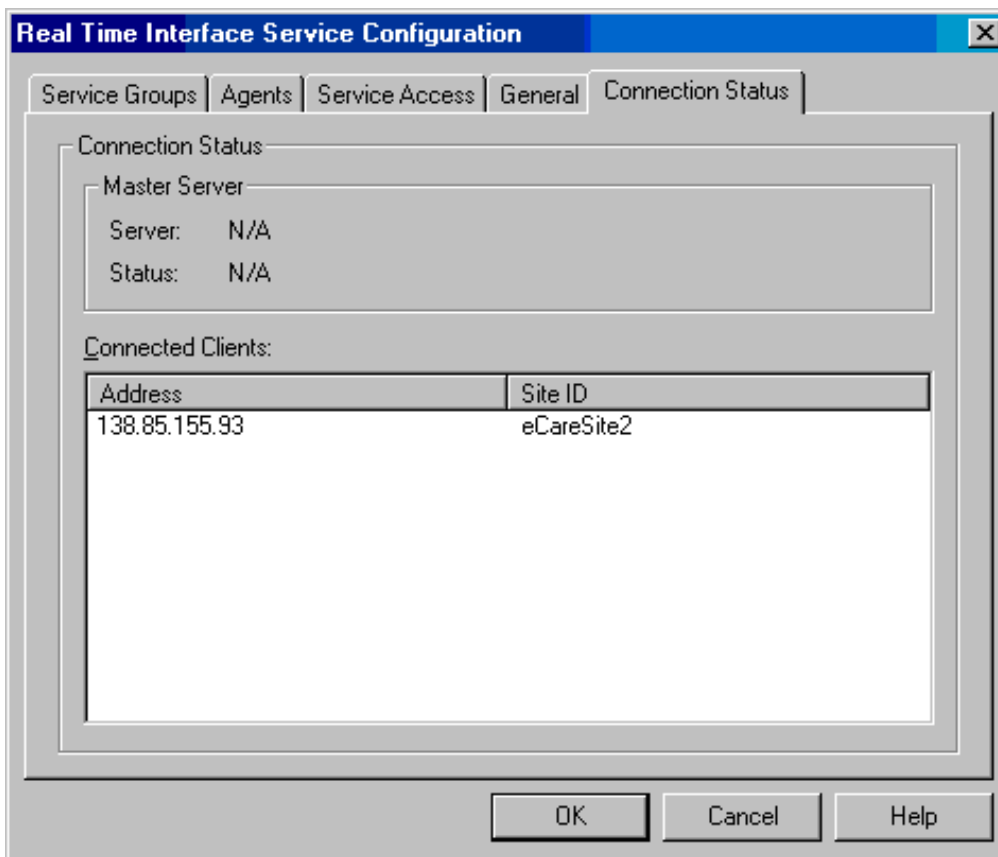 Real Time Interface Service Configuration
Service Groups Agents Service Access General Connection Status
Connection Status
Master Server
Server: N/A
Status: N/A
Connected Clients:
Address Site ID
138.85.155.93 eCareSite2
OK Cancel Help